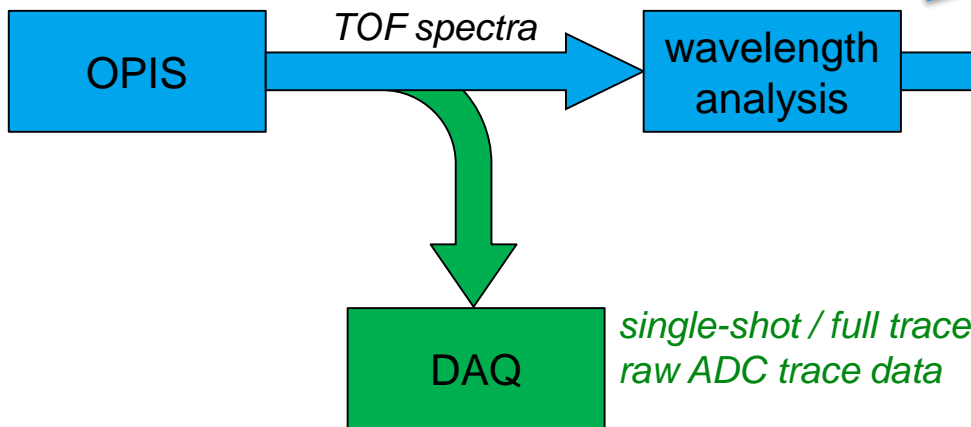 TOF spectra
OPIS
wavelength
analysis
single-shot / full trace
raw ADC trace data
DAQ